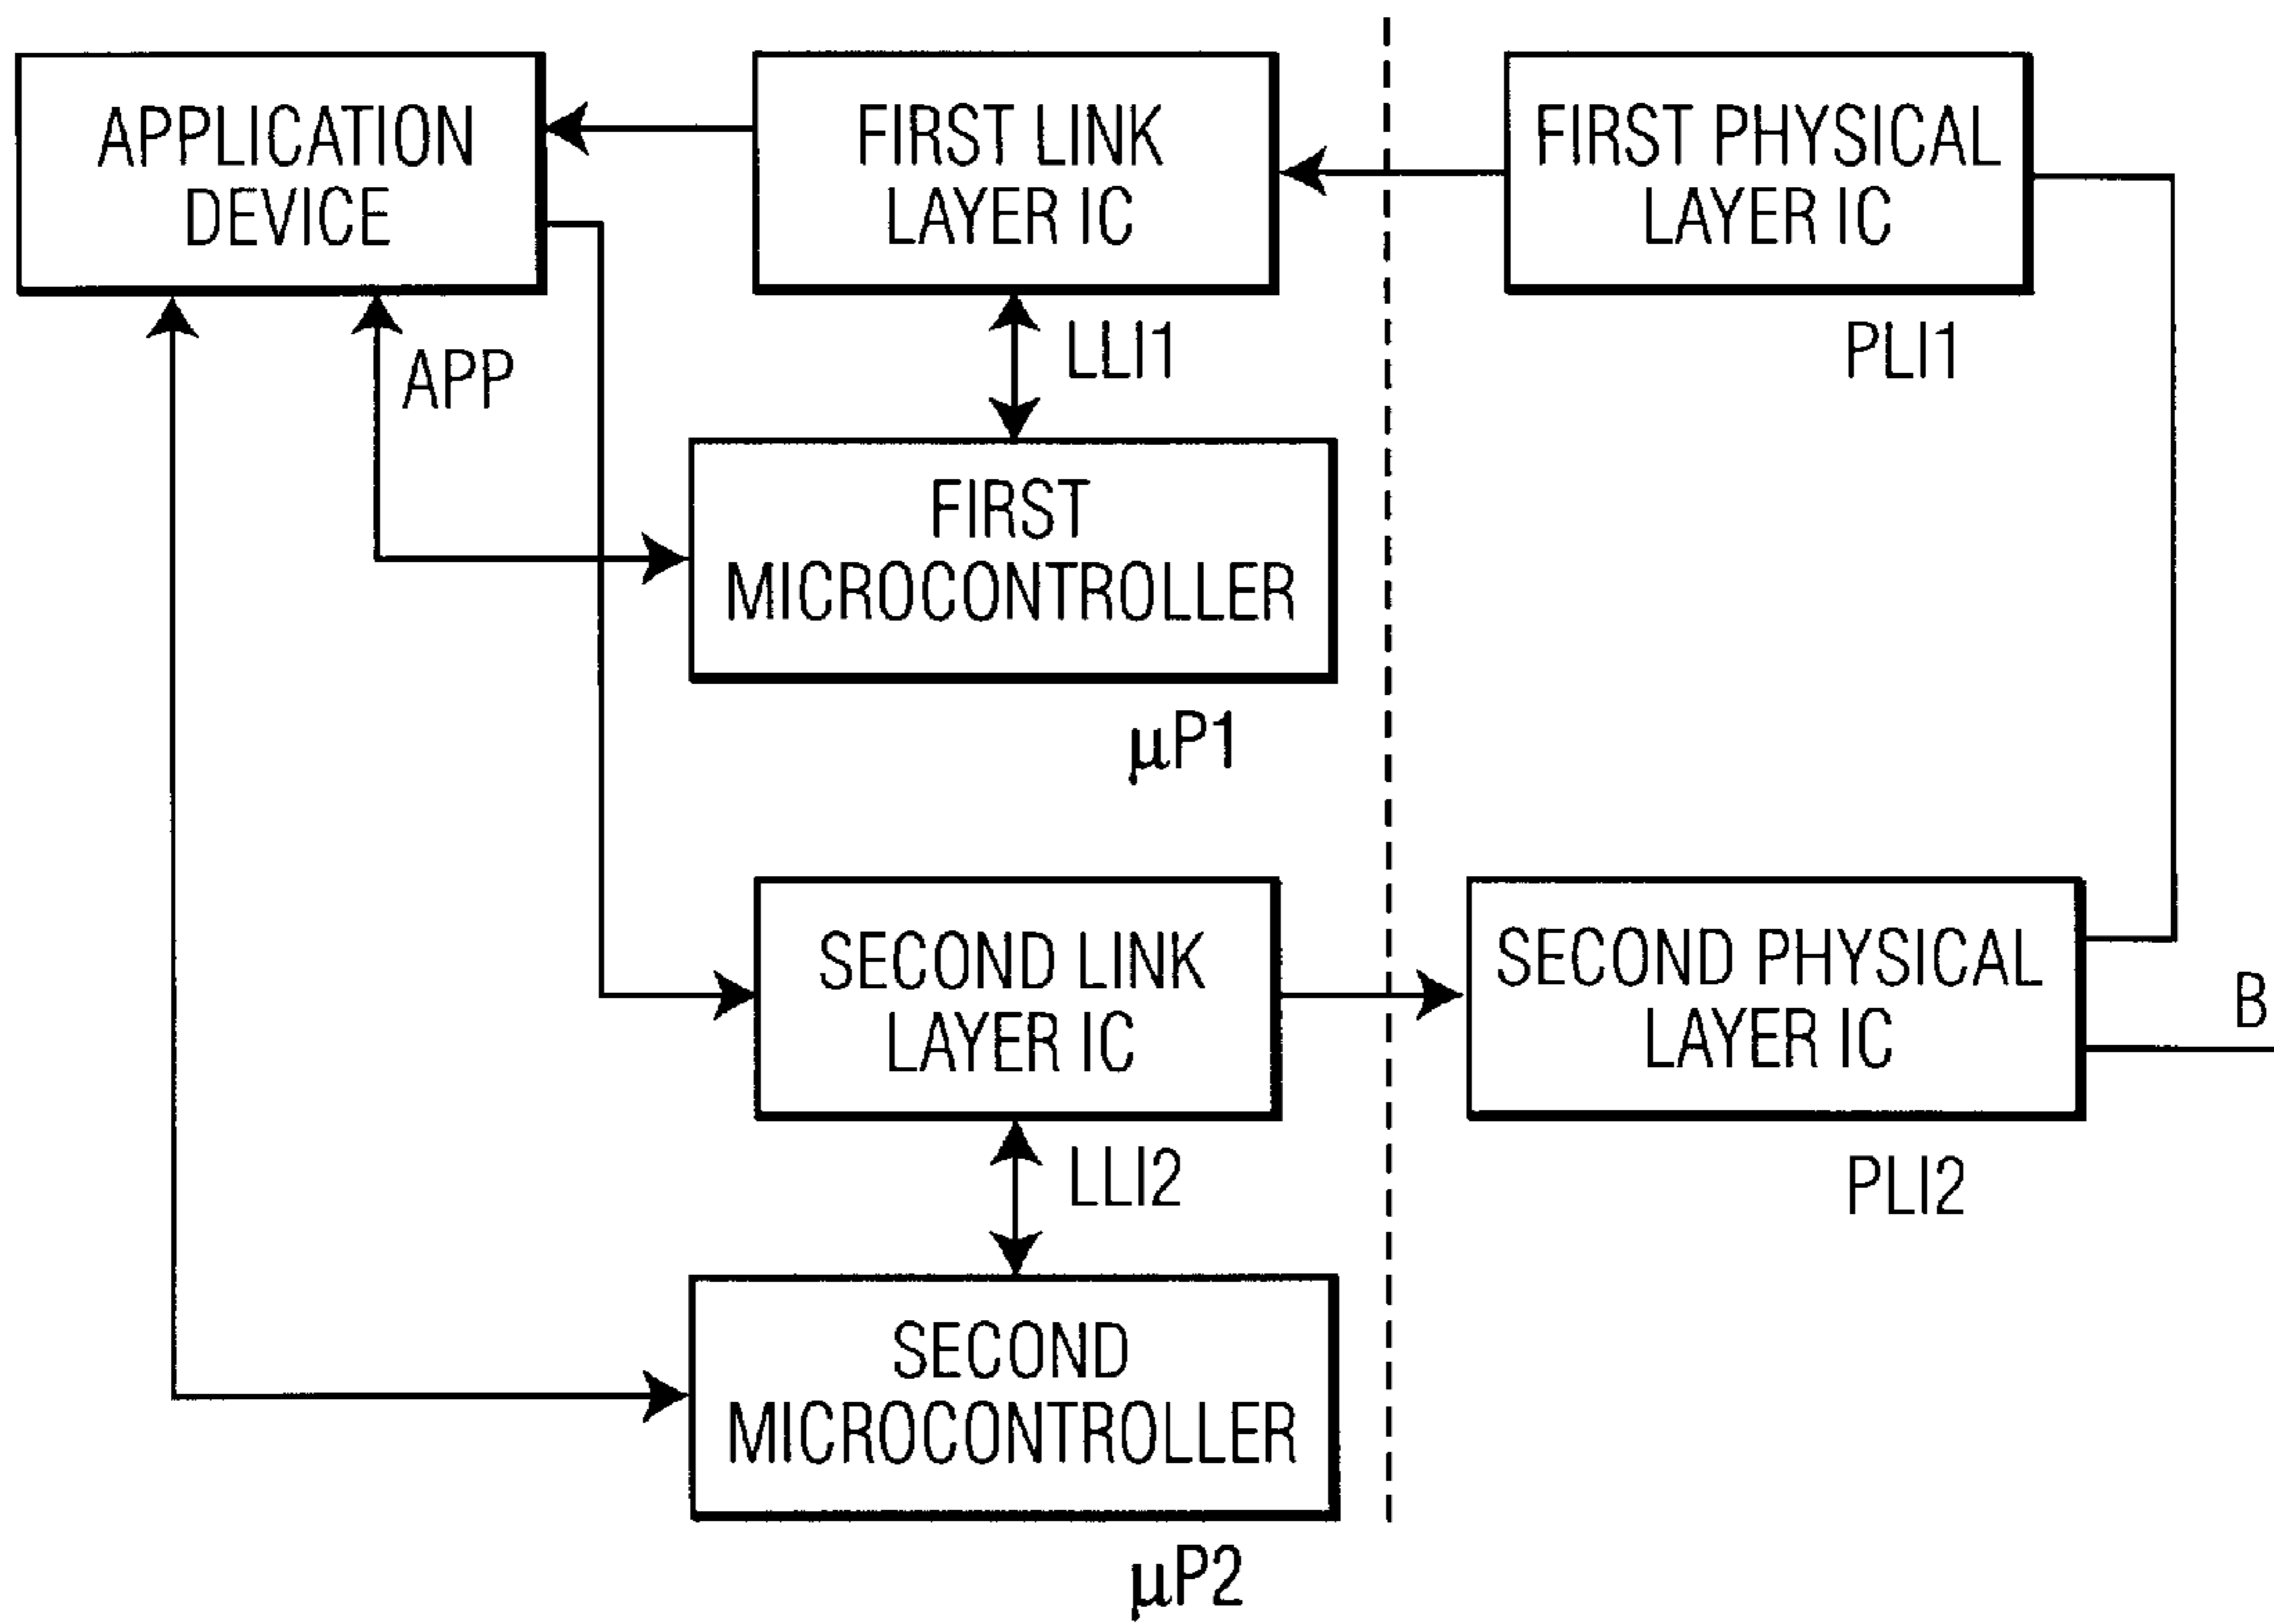 APPLICATION
DEVICE
FIRST LINK
LAYER IC
FIRST PHYSICAL
LAYER IC
APP
LLI1
PLI1
FIRST
MICROCONTROLLER
μP1
SECOND LINK
LAYER IC
SECOND PHYSICAL
LAYER IC
B
LLI2
PLI2
SECOND
MICROCONTROLLER
μP2